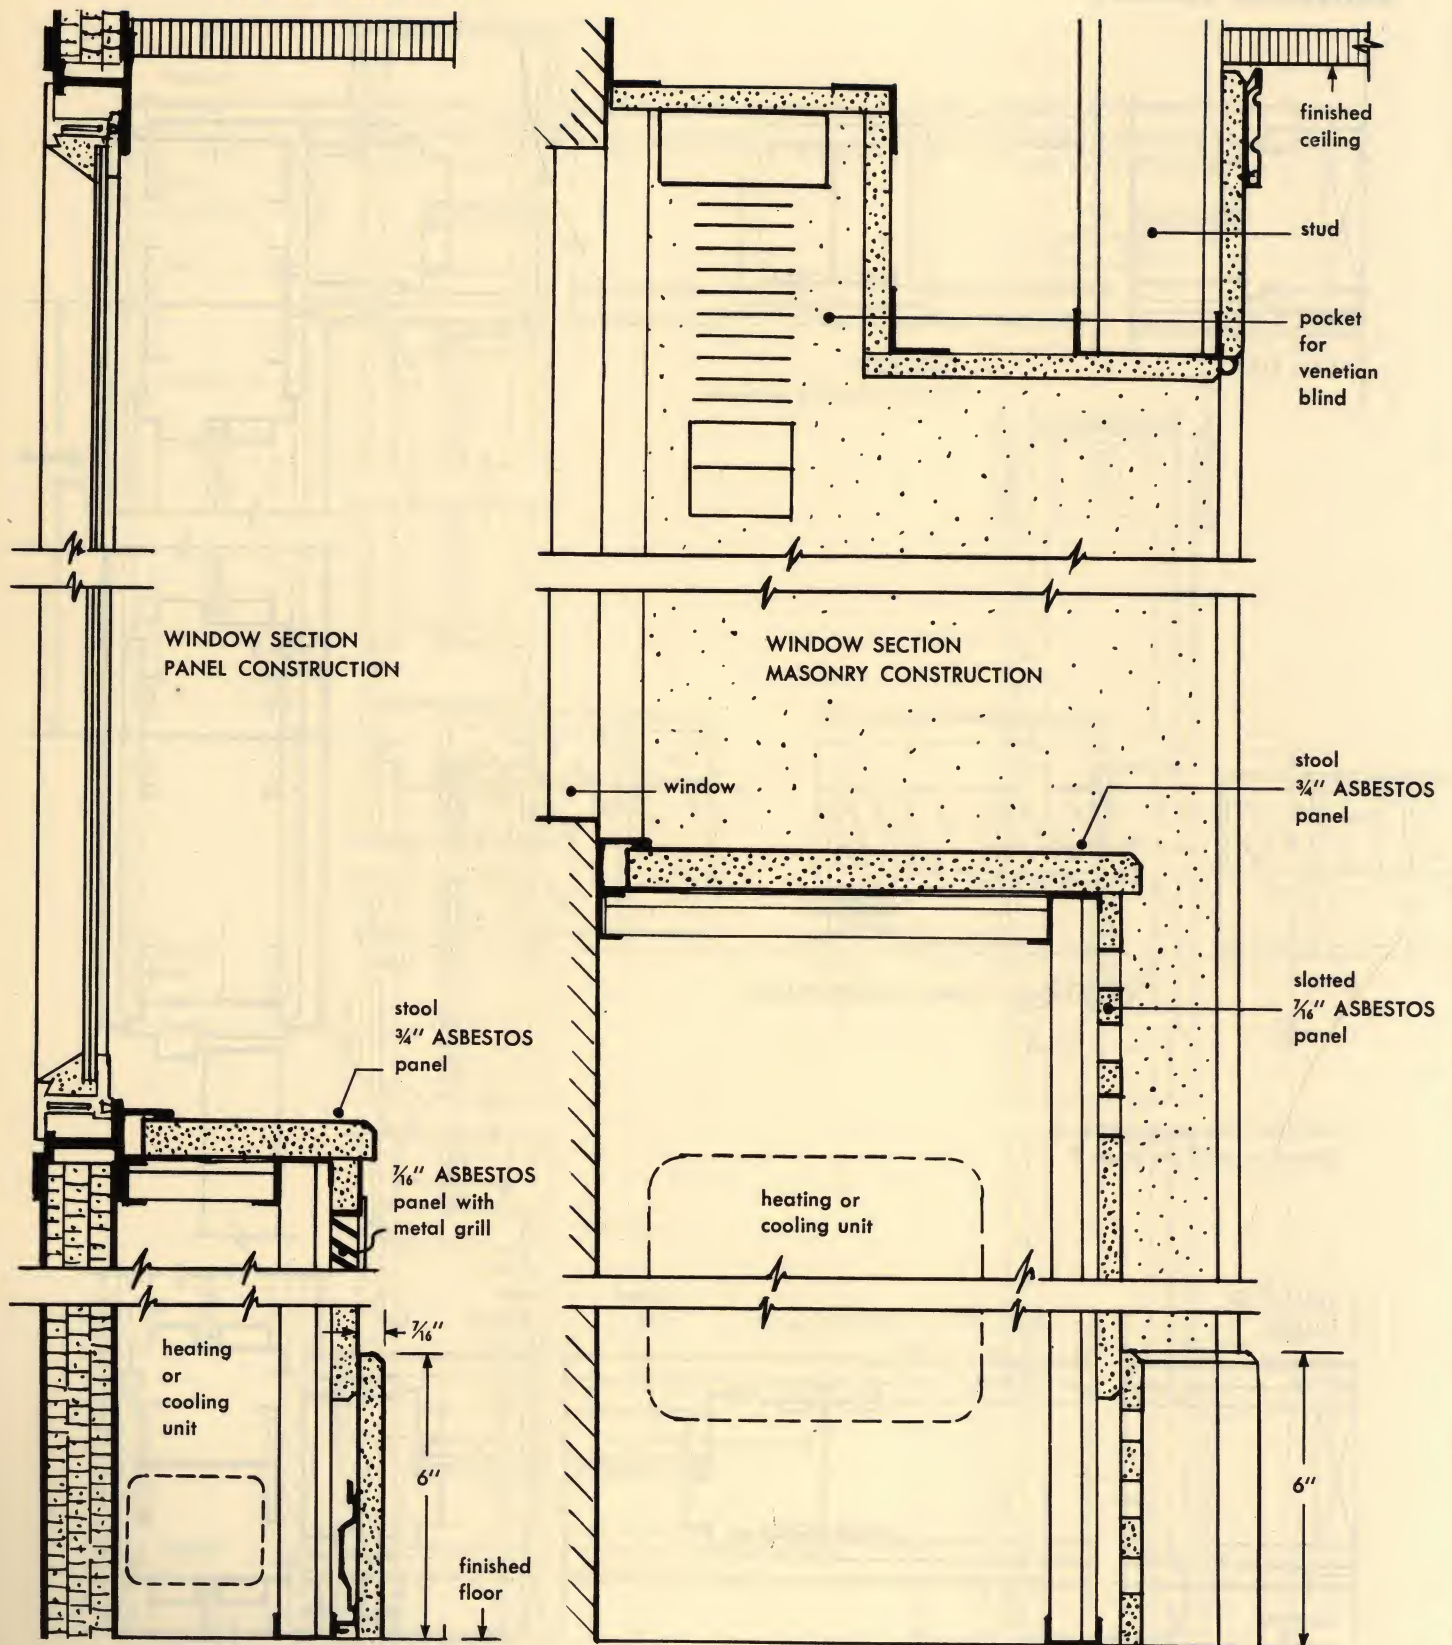 finished
ceiling
stud
pocket
for
venetian
blind
WINDOW SECTION
PANEL CONSTRUCTION
WINDOW SECTION
MASONRY CONSTRUCTION
window
stool
3/4" ASBESTOS
panel
slotted
7/16" ASBESTOS
panel
stool
3/4" ASBESTOS
panel
7/16" ASBESTOS
panel with
metal grill
heating or
cooling unit
7/16"
heating
or
cooling
unit
6"
finished
floor
6"